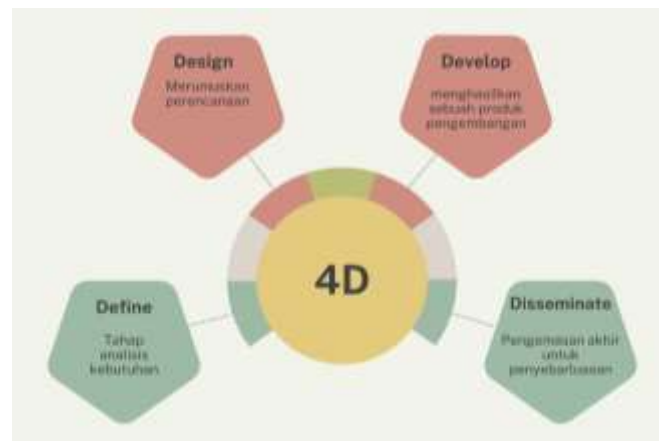 Design
Merumuskan
perencanaan
Develop
menghasilkan
sebuah produk
pengembangan
4D
Define
Tahap
analisis
kebutuhan
Disseminate
Pengemasan akhir
untuk
penyebarluasan